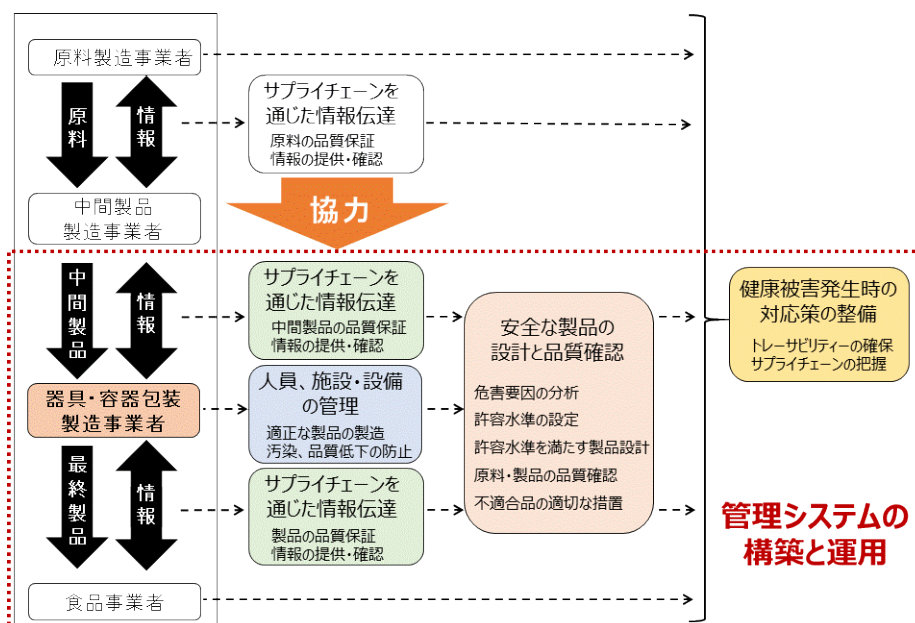 原料製造事業者
原料
情報
サプライチェーンを
通じた情報伝達
原料の品質保証
情報の提供・確認
協力
中間製品
製造事業者
中間製品
情報
サプライチェーンを
通じた情報伝達
中間製品の品質保証
情報の提供・確認
器具・容器包装
製造事業者
人員、施設・設備
の管理
適正な製品の製造
汚染、品質低下の防止
最終製品
情報
サプライチェーンを
通じた情報伝達
製品の品質保証
情報の提供・確認
食品事業者
安全な製品の
設計と品質確認
危害要因の分析
許容水準の設定
許容水準を満たす製品設計
原料・製品の品質確認
不適合品の適切な措置
健康被害発生時の
対応策の整備
トレーサビリティーの確保
サプライチェーンの把握
管理システムの
構築と運用